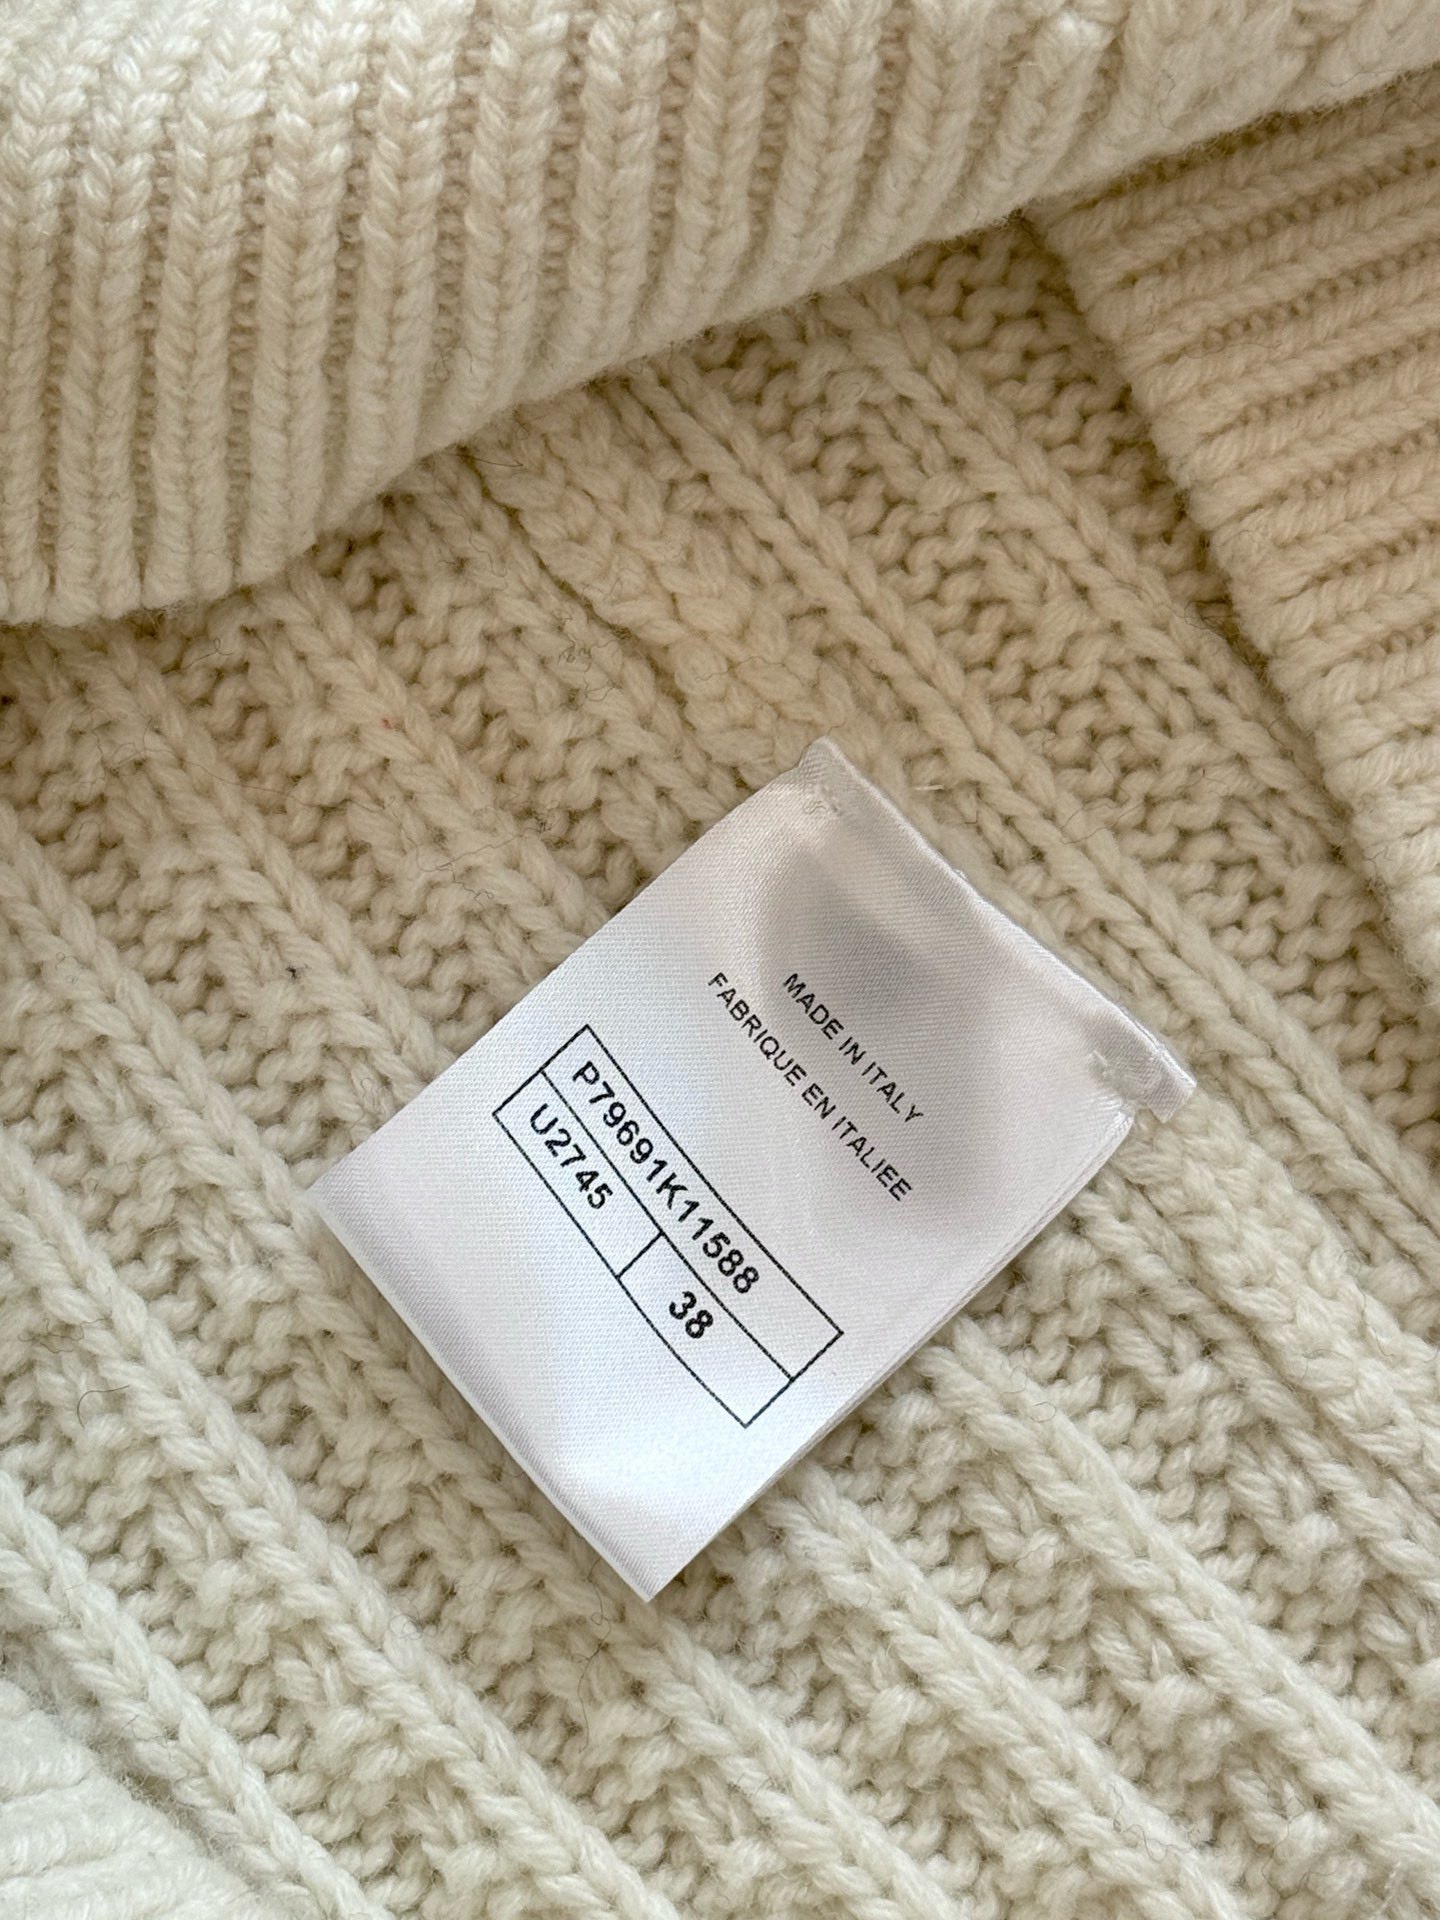 MADE IN ITALY
FABRIQUE EN ITALIEE
P79691K11588
U2745 38